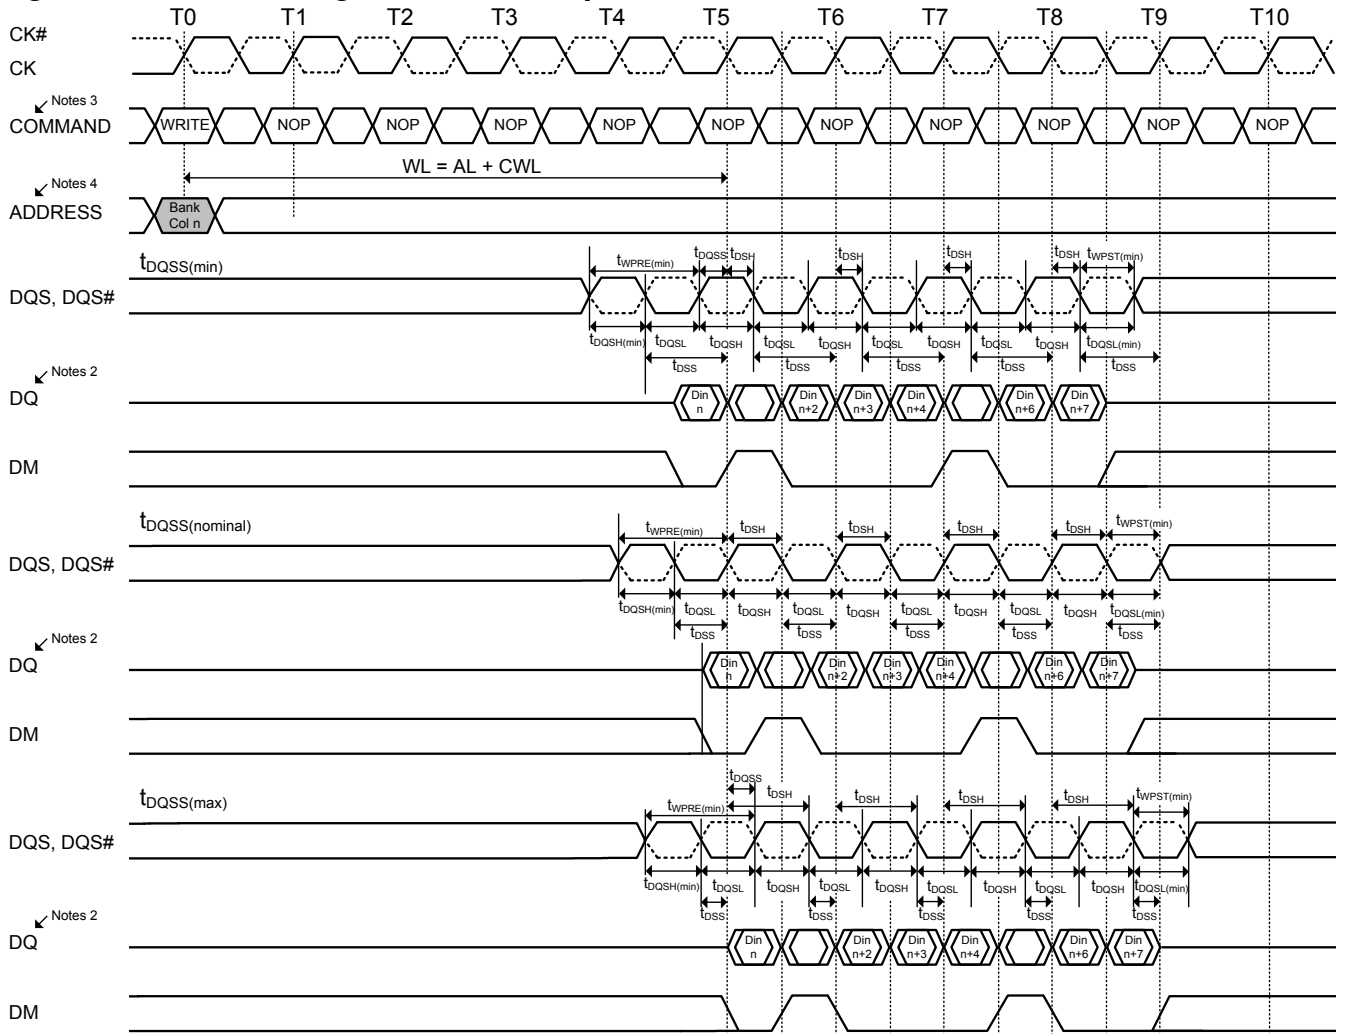 T0 T1 T2 T3 T4 T5 T6 T7 T8 T9 T10
CK#
CK
Notes 3
COMMAND WRITE NOP NOP NOP NOP NOP NOP NOP NOP NOP NOP
WL = AL + CWL
Notes 4
ADDRESS Bank Col n
tDQSS(min) tWPRE(min) tDQSS tDSH tDSH tDSH tDSH tWPST(min)
DQS, DQS#
tDQSH(min) tDQSL tDQSH tDQSL tDQSH tDQSL tDQSH tDQSL tDQSH tDQSL(min)
tDSS tDSS tDSS tDSS tDSS
Notes 2
DQ Din n Din n+2 Din n+3 Din n+4 Din n+6 Din n+7
DM
tDQSS(nominal) tWPRE(min) tDSH tDSH tDSH tDSH tWPST(min)
DQS, DQS#
tDQSH(min) tDQSL tDQSH tDQSL tDQSH tDQSL tDQSH tDQSL tDQSH tDQSL(min)
tDSS tDSS tDSS tDSS tDSS
Notes 2
DQ Din n Din n+2 Din n+3 Din n+4 Din n+6 Din n+7
DM
tDQSS
tDQSS(max) tWPRE(min) tDSH tDSH tDSH tDSH tWPST(min)
DQS, DQS#
tDQSH(min) tDQSL tDQSH tDQSL tDQSH tDQSL tDQSH tDQSL tDQSH tDQSL(min)
tDSS tDSS tDSS tDSS tDSS
Notes 2
DQ Din n Din n+2 Din n+3 Din n+4 Din n+6 Din n+7
DM